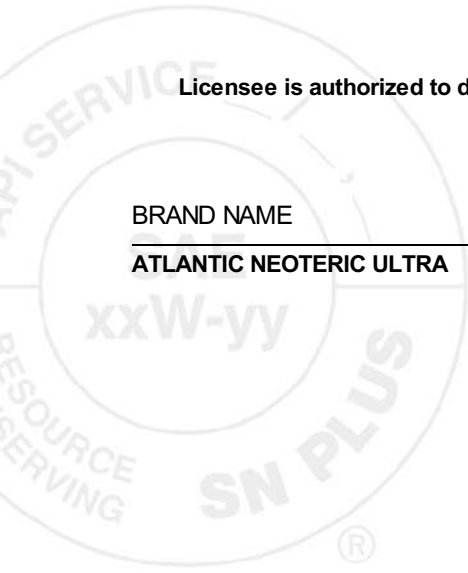 Licensee is authorized to d
BRAND NAME
ATLANTIC NEOTERIC ULTRA
API SERVICE
SAE
xxW-yy
RESOURCE
SERVING
SN PLUS
®